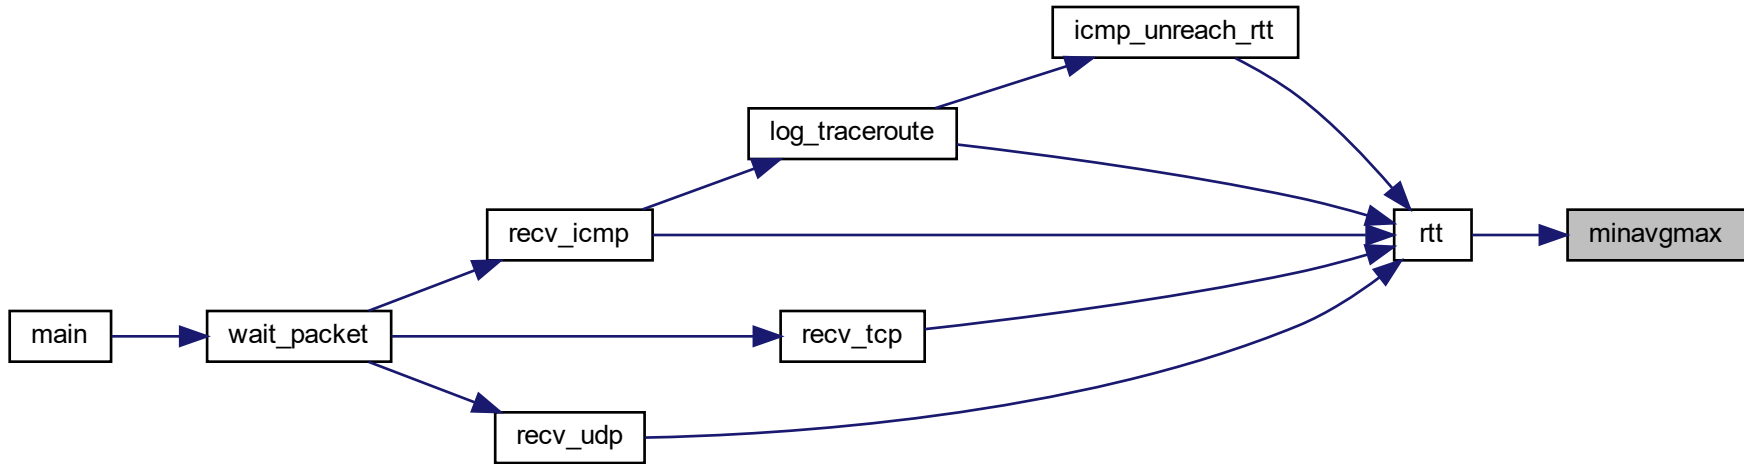 icmp_unreach_rtt
log_traceroute
recv_icmp
rtt
minavgmax
main
wait_packet
recv_tcp
recv_udp